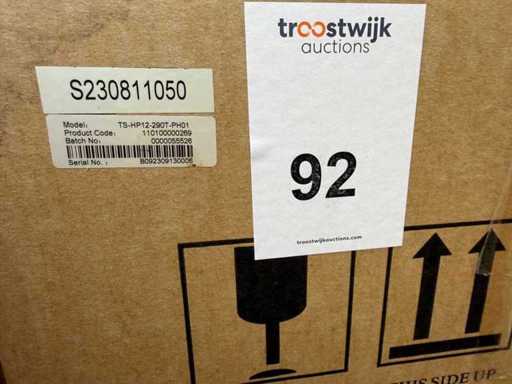 S230811050
Model: TS-HP12-290T-PH01
Product Code: 110100000269
Batch No: 0000055526
Serial No.: B092309130006
troostwijk
auctions
92
troostwijkauctions.com
THIS SIDE UP